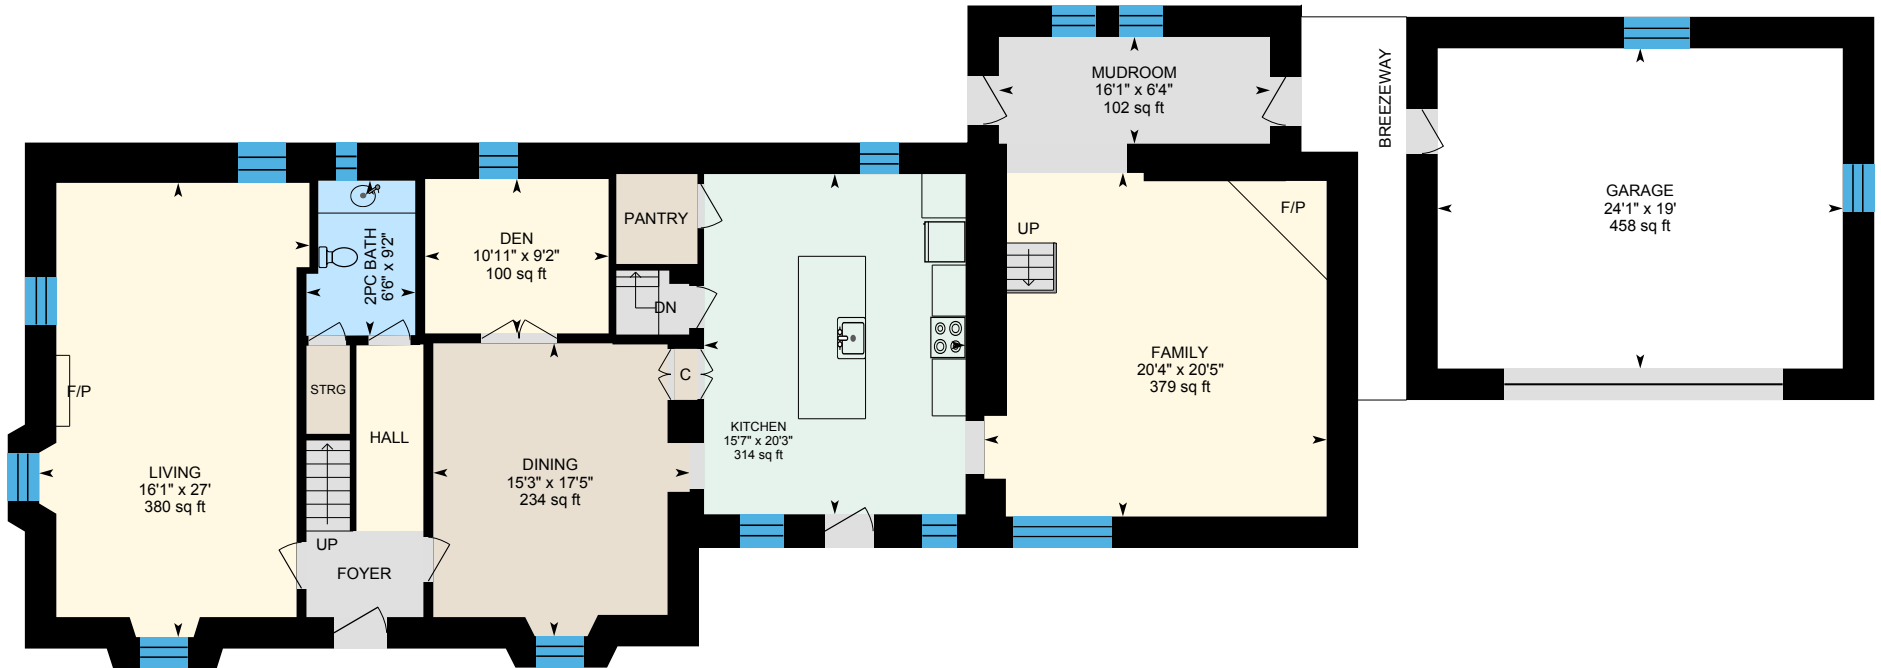 MUDROOM
16'1" x 6'4"
102 sq ft
BREEZEWAY
GARAGE
24'1" x 19'
458 sq ft
F/P
UP
FAMILY
20'4" x 20'5"
379 sq ft
PANTRY
DN
C
KITCHEN
15'7" x 20'3"
314 sq ft
DEN
10'11" x 9'2"
100 sq ft
2PC BATH
6'6" x 9'2"
F/P
STRG
HALL
LIVING
16'1" x 27'
380 sq ft
DINING
15'3" x 17'5"
234 sq ft
UP
FOYER